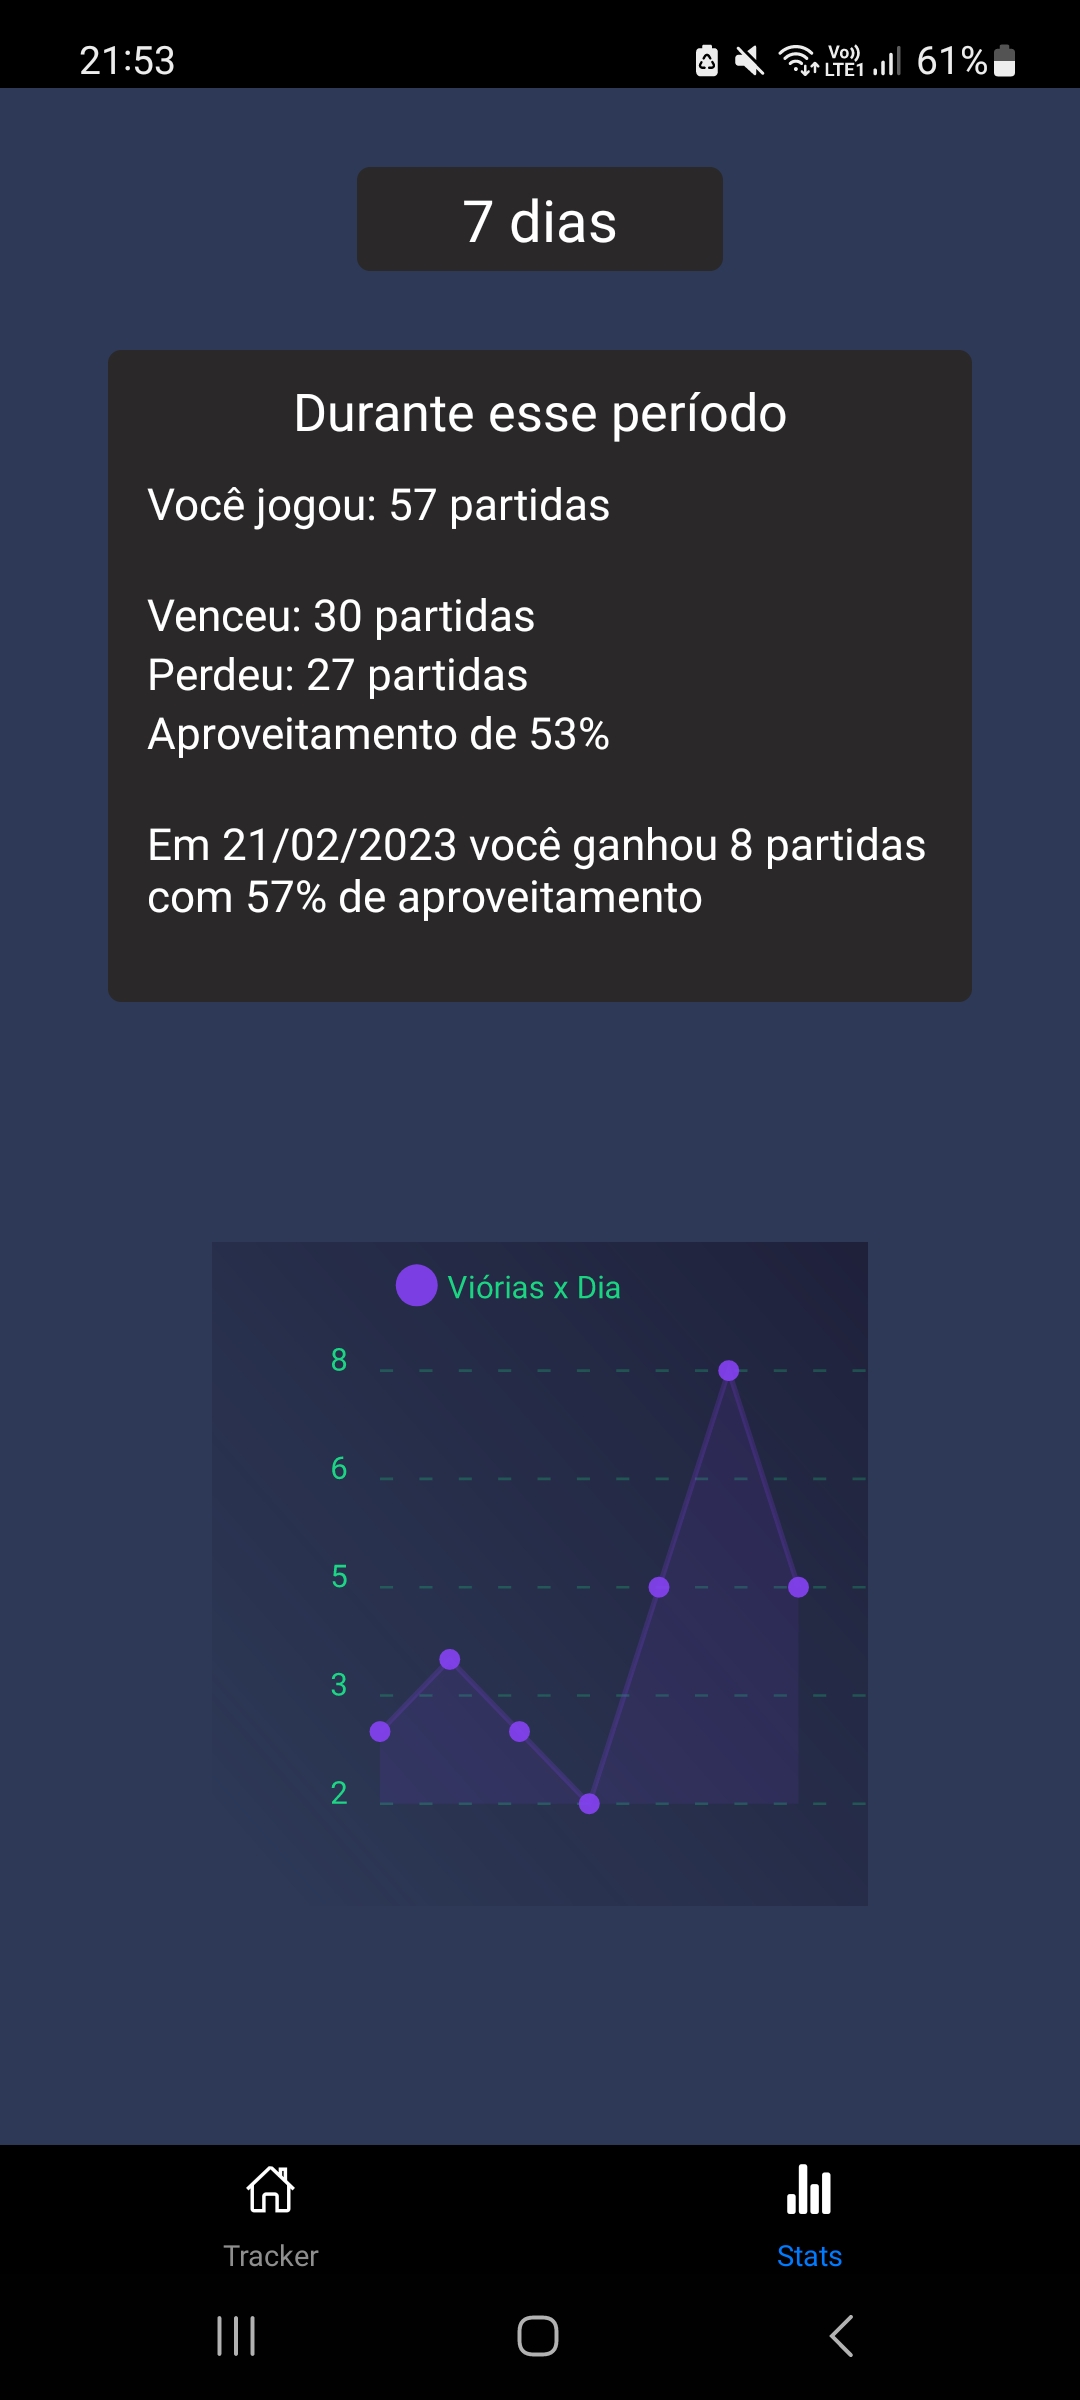 21:53
Vo)) LTE1 61%
7 dias
Durante esse período
Você jogou: 57 partidas
Venceu: 30 partidas
Perdeu: 27 partidas
Aproveitamento de 53%
Em 21/02/2023 você ganhou 8 partidas
com 57% de aproveitamento
Viórias x Dia
8
6
5
3
2
Tracker
Stats